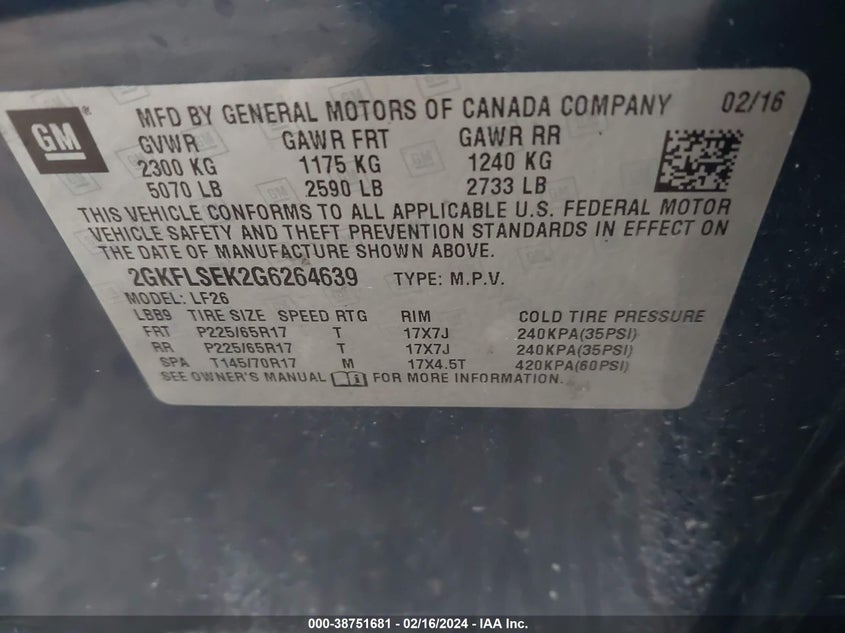 GM ® MFD BY GENERAL MOTORS OF CANADA COMPANY 02/16
GVWR GAWR FRT GAWR RR
2300 KG 1175 KG 1240 KG
5070 LB 2590 LB 2733 LB
THIS VEHICLE CONFORMS TO ALL APPLICABLE U.S. FEDERAL MOTOR
VEHICLE SAFETY AND THEFT PREVENTION STANDARDS IN EFFECT ON
THE DATE OF MANUFACTURE SHOWN ABOVE.
2GKFLSEK2G6264639 TYPE: M.P.V.
MODEL: LF26
LBB9 TIRE SIZE SPEED RTG RIM COLD TIRE PRESSURE
FRT P225/65R17 T 17X7J 240KPA(35PSI)
RR P225/65R17 T 17X7J 240KPA(35PSI)
SPA T145/70R17 M 17X4.5T 420KPA(60PSI)
SEE OWNER'S MANUAL FOR MORE INFORMATION.
000-38751681 - 02/16/2024 - IAA Inc.